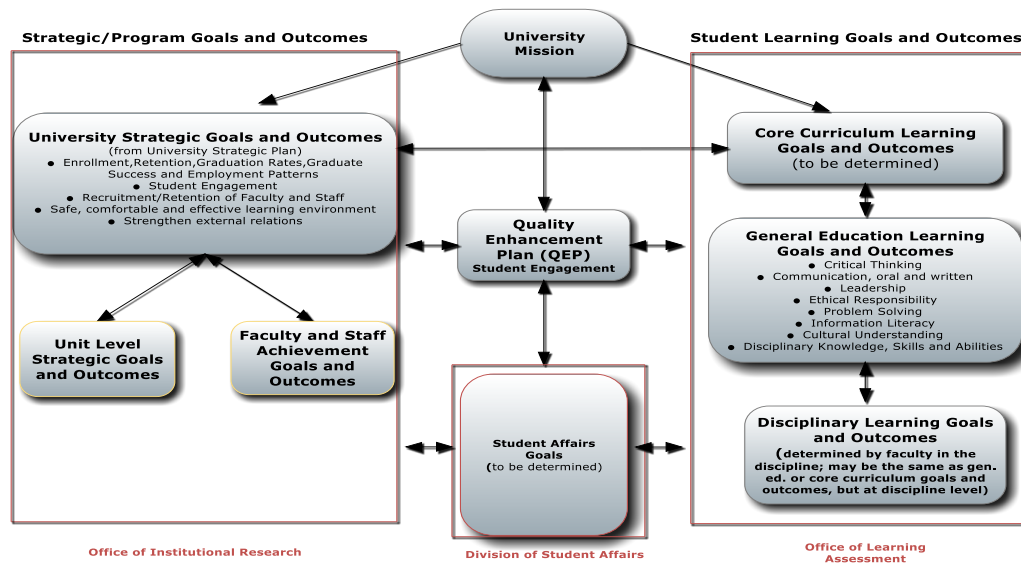 Strategic/Program Goals and Outcomes
University
Mission
Student Learning Goals and Outcomes
University Strategic Goals and Outcomes
(from University Strategic Plan)
● Enrollment,Retention,Graduation Rates,Graduate
Success and Employment Patterns
● Student Engagement
● Recruitment/Retention of Faculty and Staff
● Safe, comfortable and effective learning environment
● Strengthen external relations
Unit Level
Strategic Goals
and Outcomes
Faculty and Staff
Achievement
Goals and
Outcomes
Office of Institutional Research
Quality
Enhancement
Plan (QEP)
Student Engagement
Student Affairs
Goals
(to be determined)
Division of Student Affairs
Core Curriculum Learning
Goals and Outcomes
(to be determined)
General Education Learning
Goals and Outcomes
● Critical Thinking
● Communication, oral and written
● Leadership
● Ethical Responsibility
● Problem Solving
● Information Literacy
● Cultural Understanding
● Disciplinary Knowledge, Skills and Abilities
Disciplinary Learning Goals
and Outcomes
(determined by faculty in the
discipline; may be the same as gen.
ed. or core curriculum goals and
outcomes, but at discipline level)
Office of Learning
Assessment